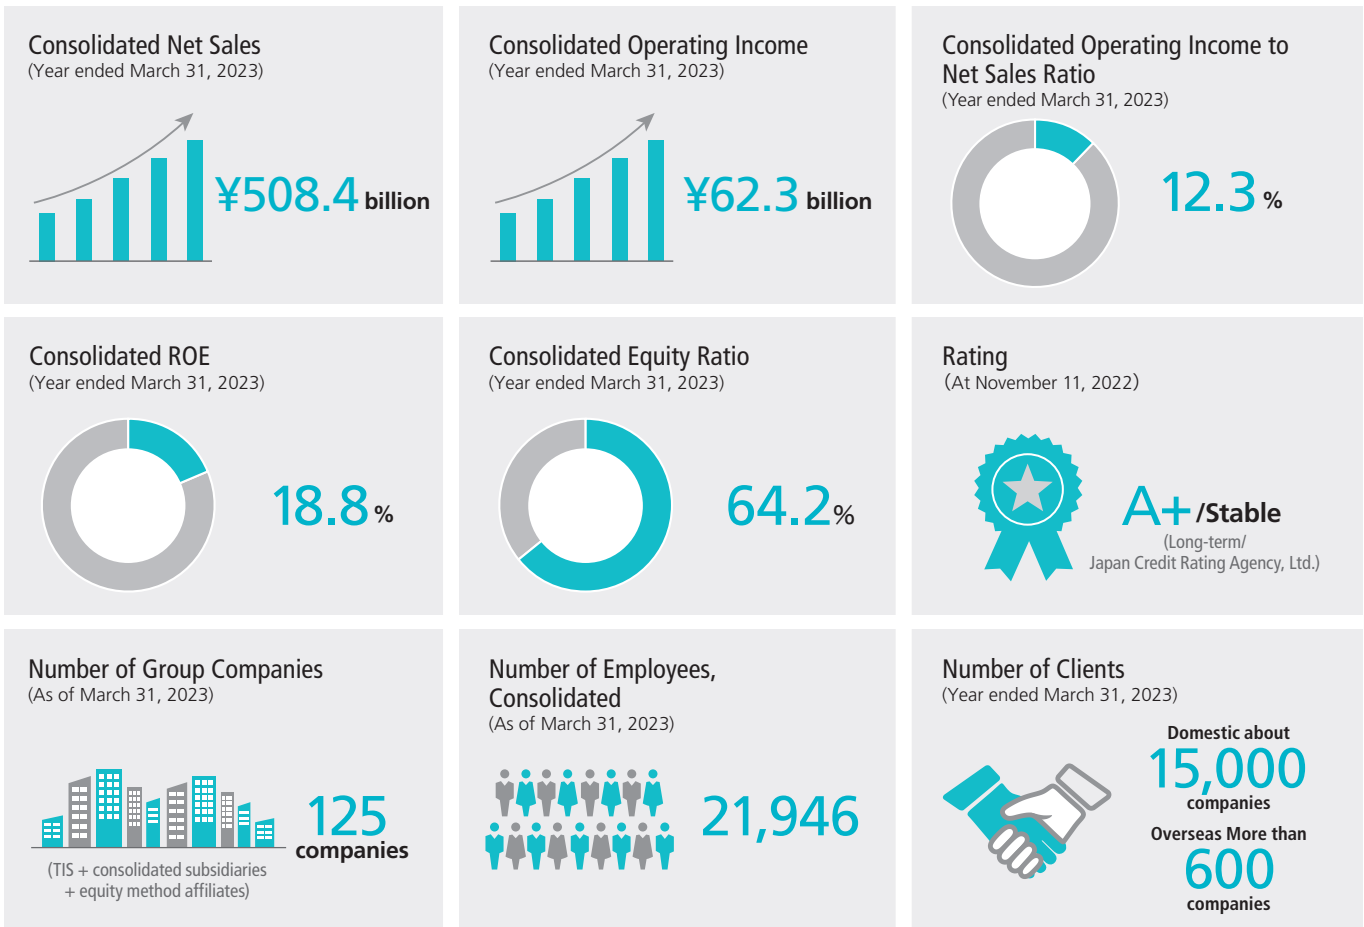 Consolidated Net Sales
(Year ended March 31, 2023)
¥508.4 billion
Consolidated Operating Income
(Year ended March 31, 2023)
¥62.3 billion
Consolidated Operating Income to
Net Sales Ratio
(Year ended March 31, 2023)
12.3 %
Consolidated ROE
(Year ended March 31, 2023)
18.8 %
Consolidated Equity Ratio
(Year ended March 31, 2023)
64.2%
Rating
(At November 11, 2022)
A+ /Stable
(Long-term/
Japan Credit Rating Agency, Ltd.)
Number of Group Companies
(As of March 31, 2023)
125
companies
(TIS + consolidated subsidiaries
+ equity method affiliates)
Number of Employees,
Consolidated
(As of March 31, 2023)
21,946
Number of Clients
(Year ended March 31, 2023)
Domestic about
15,000
companies
Overseas More than
600
companies